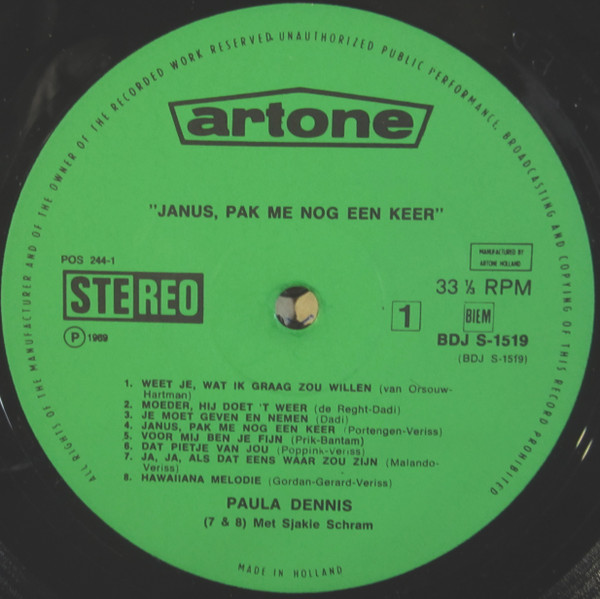 ALL RIGHTS OF THE MANUFACTURER AND OF THE OWNER OF THE RECORDED WORK RESERVED. UNAUTHORIZED PUBLIC PERFORMANCE, BROADCASTING AND COPYING OF THIS RECORD PROHIBITED
artone
"JANUS, PAK ME NOG EEN KEER"
POS 244-1
STEREO
P 1969
MANUFACTURED BY
ARTONE HOLLAND
33 1/3 RPM
1
BIEM
BDJ S-1519
(BDJ S-1519)
1. WEET JE, WAT IK GRAAG ZOU WILLEN (van Orsouw-
Hartman)
2. MOEDER, HIJ DOET 'T WEER (de Reght-Dadi)
3. JE MOET GEVEN EN NEMEN (Dadi)
4. JANUS, PAK ME NOG EEN KEER (Portengen-Veriss)
5. VOOR MIJ BEN JE FIJN (Prik-Bantam)
6. DAT PIETJE VAN JOU (Poppink-Veriss)
7. JA, JA, ALS DAT EENS WAAR ZOU ZIJN (Malando-
Veriss)
8. HAWAIIANA MELODIE (Gordan-Gerard-Veriss)
PAULA DENNIS
(7 & 8) Met Sjakie Schram
MADE IN HOLLAND